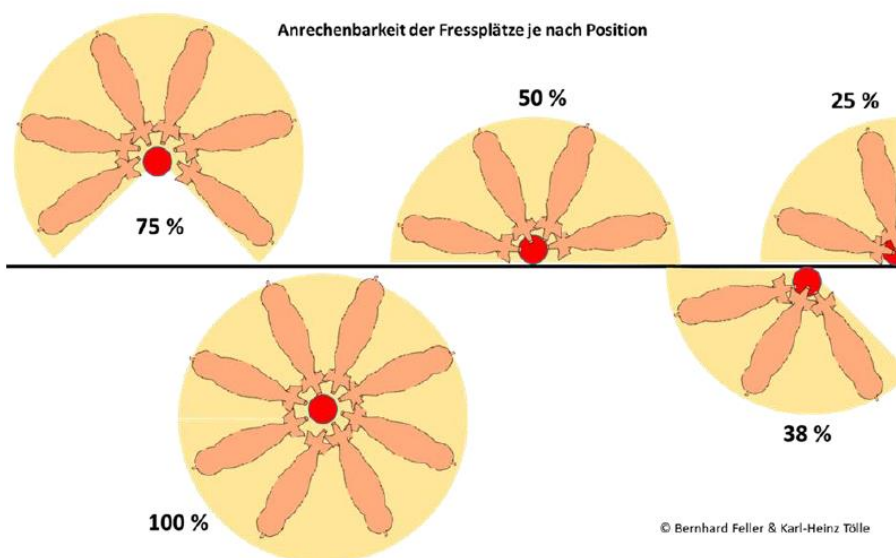 Anrechenbarkeit der Fressplätze je nach Position
50 %
25 %
75 %
38 %
100 %
© Bernhard Feller & Karl-Heinz Tölle